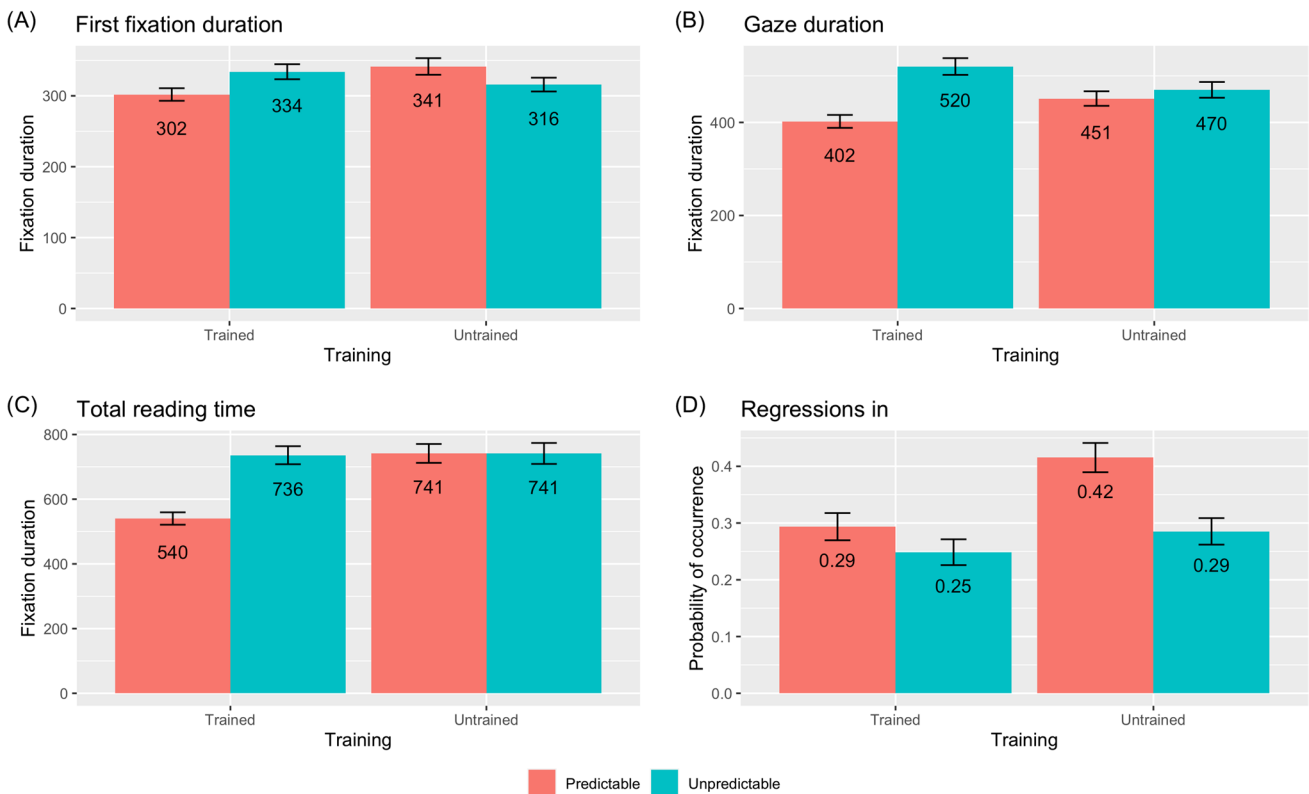 (A) First fixation duration
Fixation duration
300
200
100
0
302
334
341
316
Trained
Untrained
Training
(B) Gaze duration
Fixation duration
400
200
0
402
520
451
470
Trained
Untrained
Training
(C) Total reading time
Fixation duration
800
600
400
200
0
540
736
741
741
Trained
Untrained
Training
(D) Regressions in
Probability of occurrence
0.4
0.3
0.2
0.1
0.0
0.29
0.25
0.42
0.29
Trained
Untrained
Training
Predictable
Unpredictable